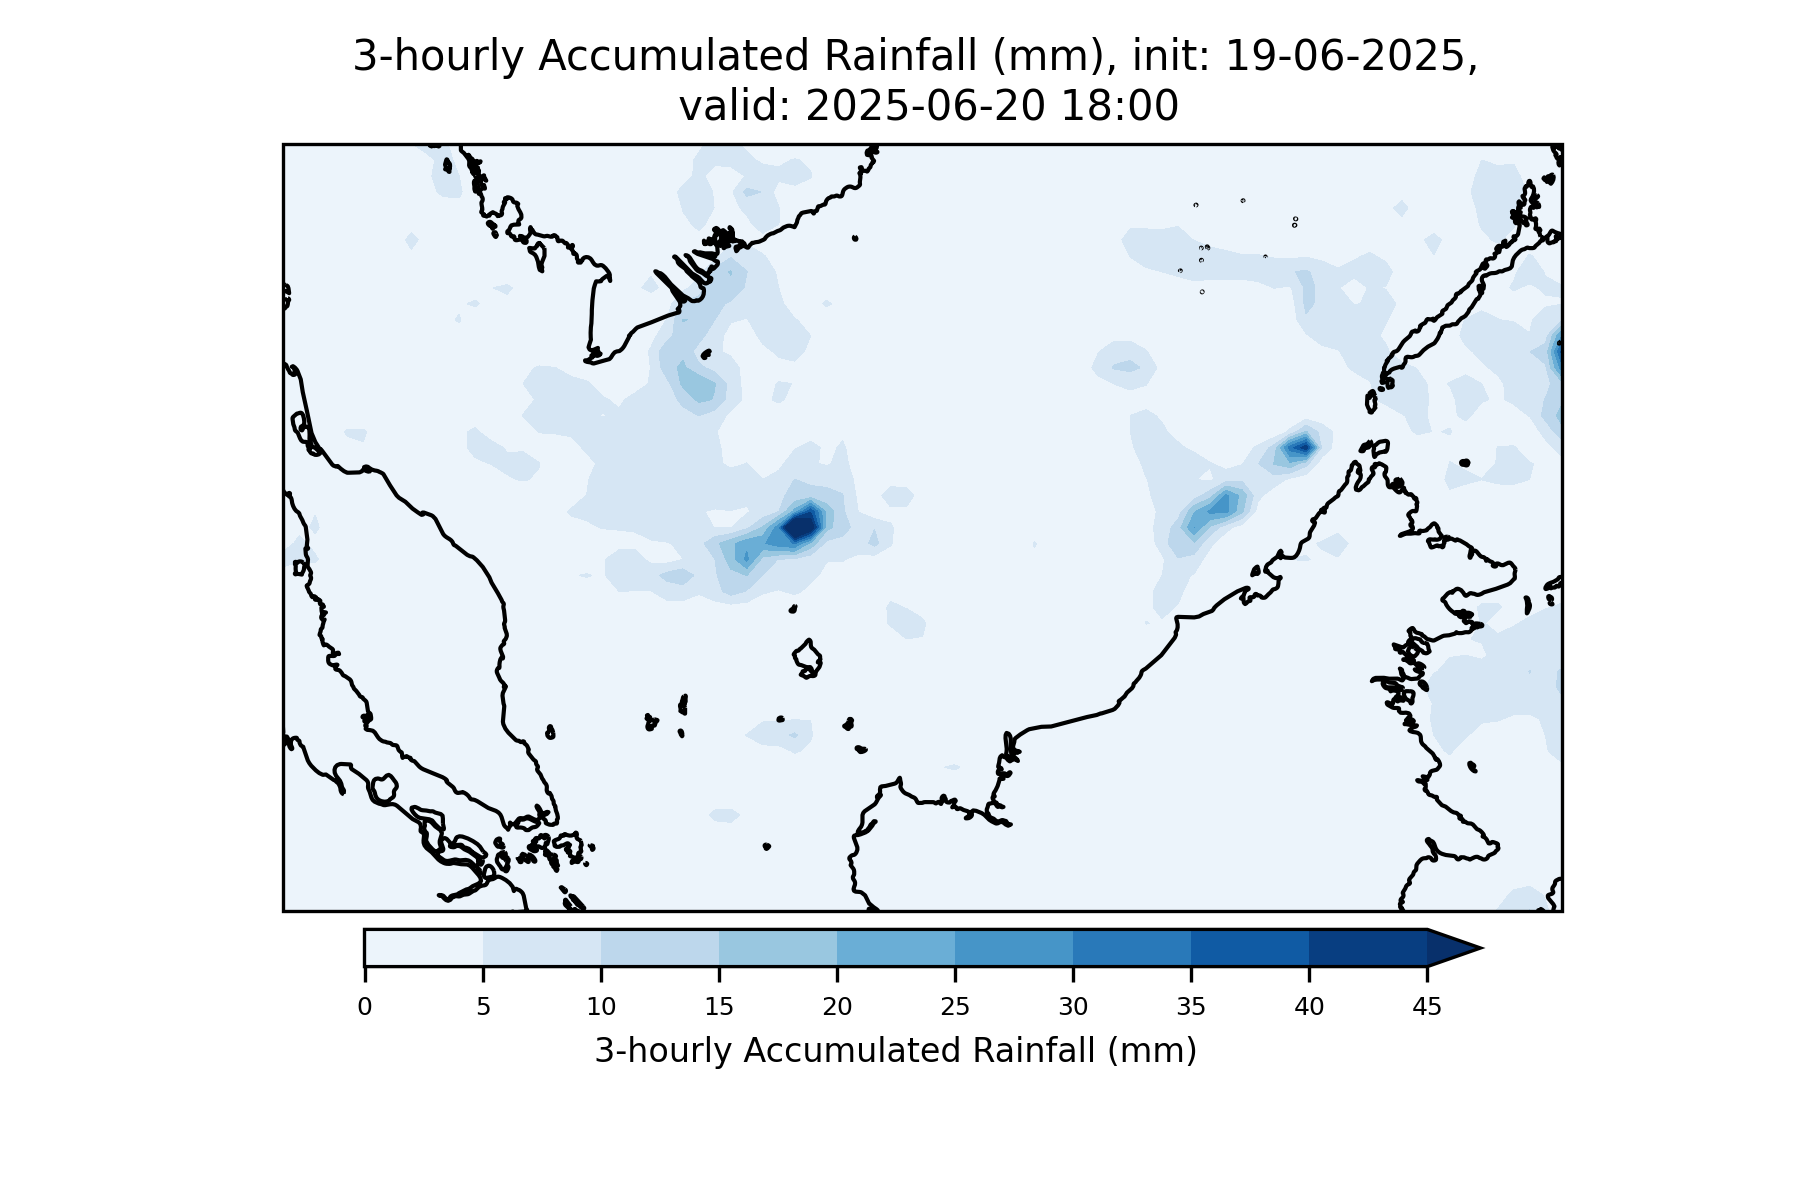 3-hourly Accumulated Rainfall (mm), init: 19-06-2025,
valid: 2025-06-20 18:00
0 5 10 15 20 25 30 35 40 45
3-hourly Accumulated Rainfall (mm)